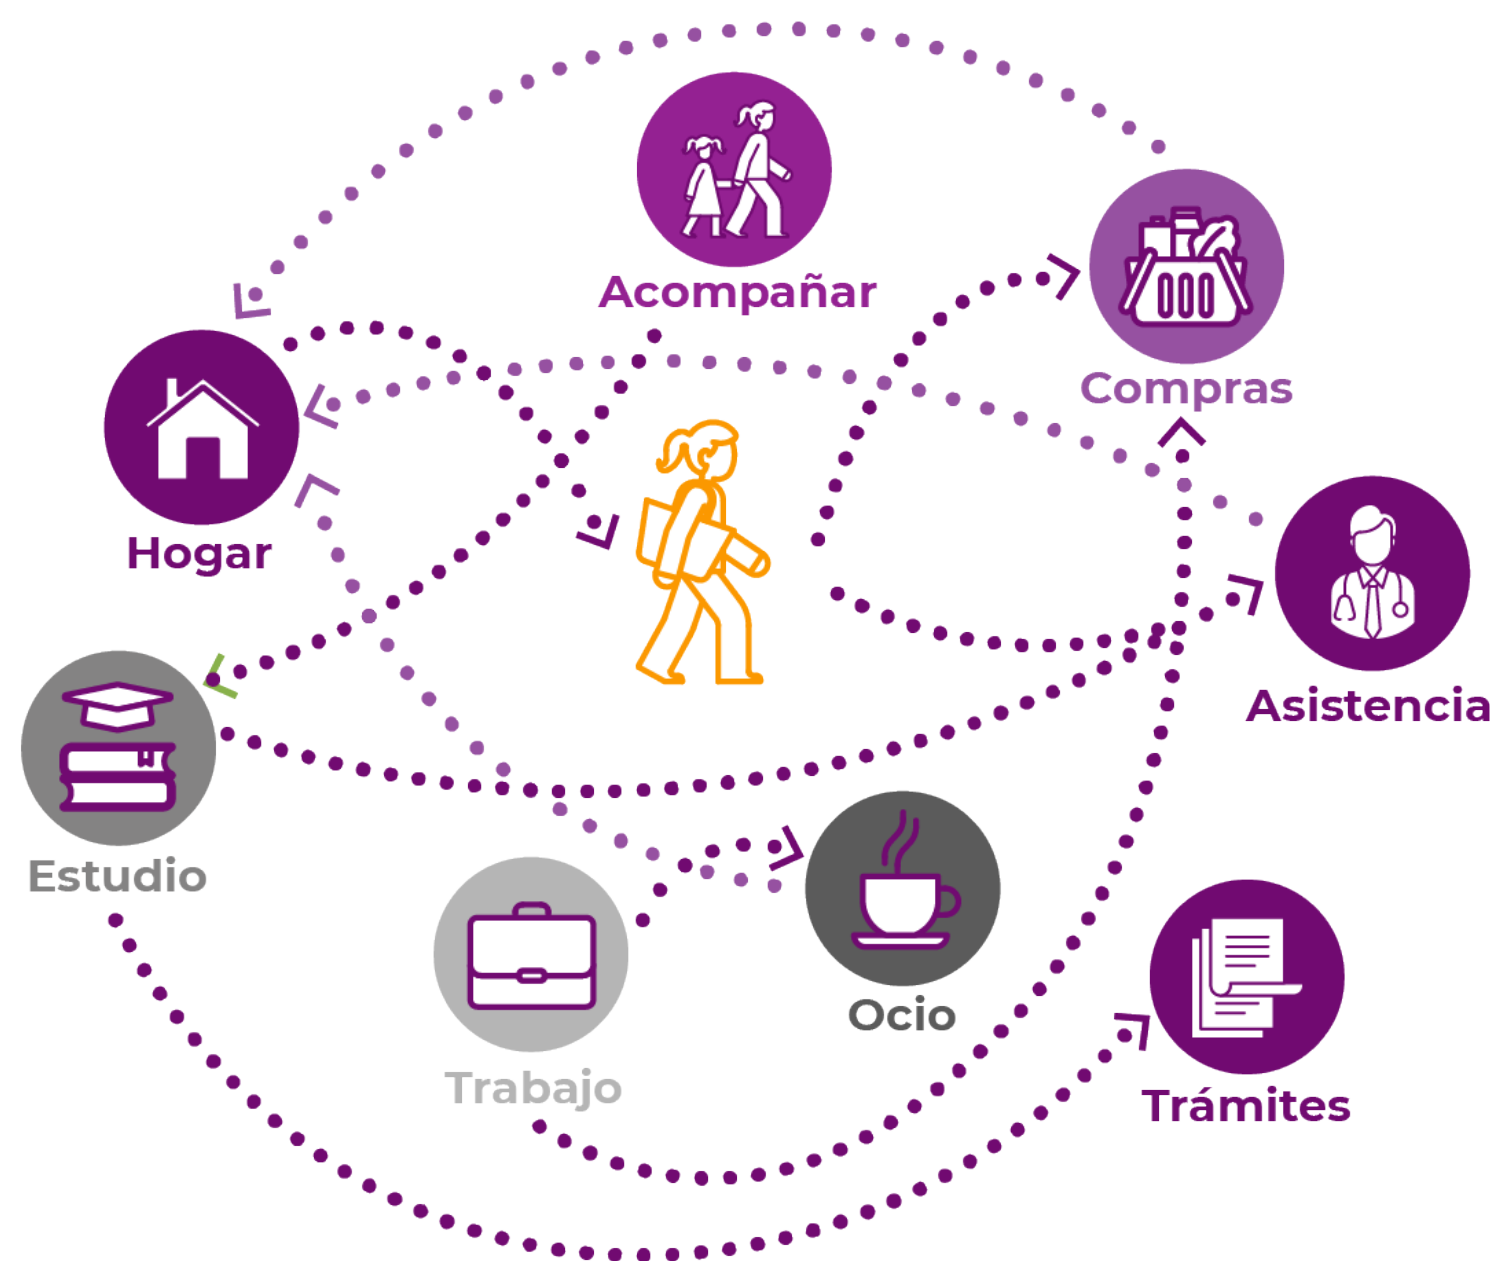 Acompañar
Compras
Hogar
Asistencia
Estudio
Ocio
Trabajo
Trámites